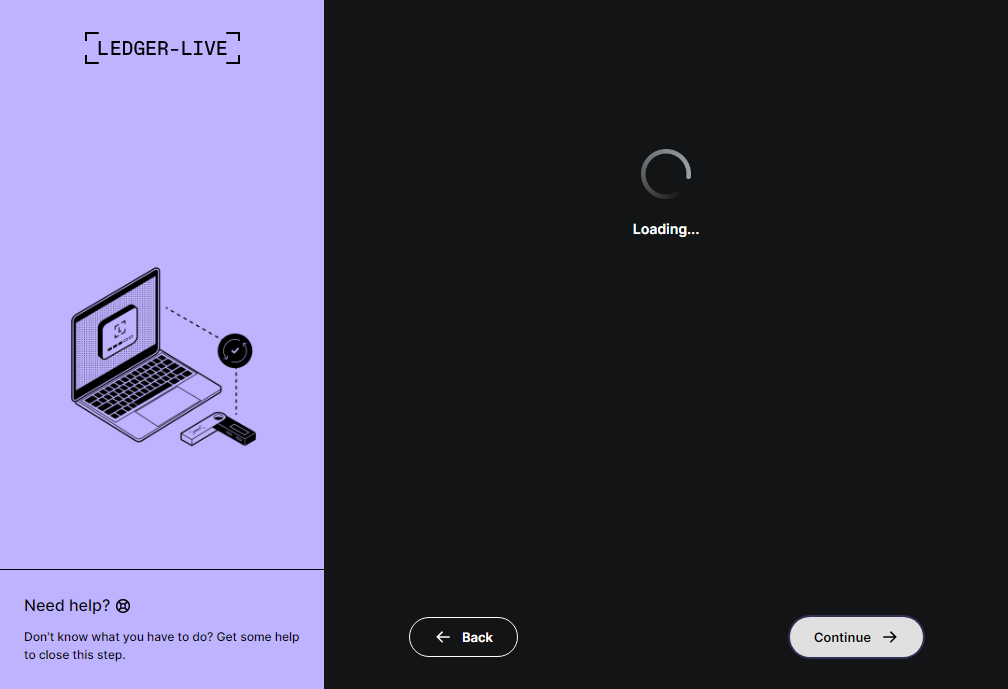 LEDGER-LIVE
Loading...
Need help?
Don't know what you have to do? Get some help
to close this step.
Back
Continue